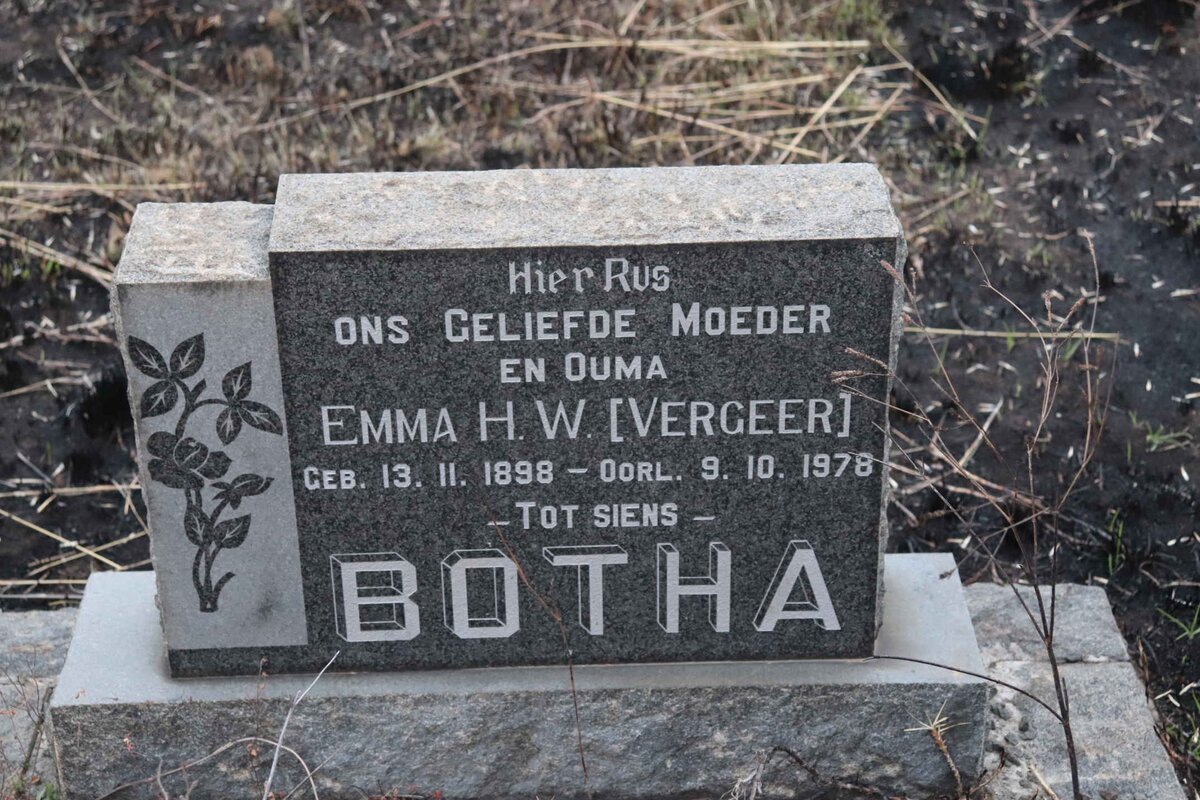 Hier Rus
ONS GELIEFDE MOEDER
EN OUMA
EMMA H. W. [VERGEER]
GEB. 13. 11. 1898 – OORL. 9. 10. 1978
– TOT SIENS –
BOTHA